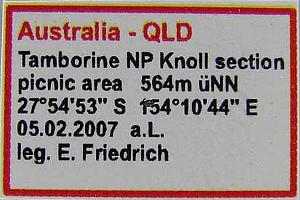 Australia - QLD
Tamborine NP Knoll section
picnic area 564m üNN
27°54'53" S 154°10'44" E
05.02.2007 a.L.
leg. E. Friedrich